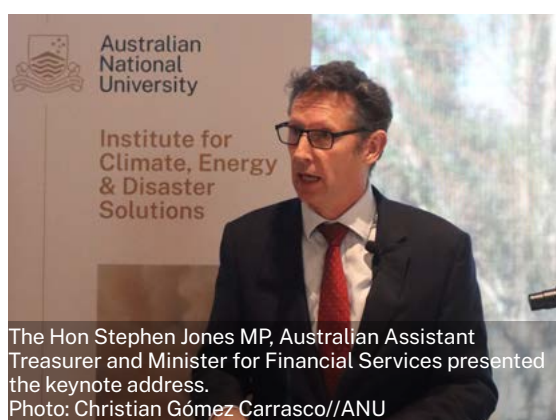 Australian
National
University
Institute for
Climate, Energy
& Disaster
Solutions
The Hon Stephen Jones MP, Australian Assistant
Treasurer and Minister for Financial Services presented
the keynote address.
Photo: Christian Gómez Carrasco//ANU